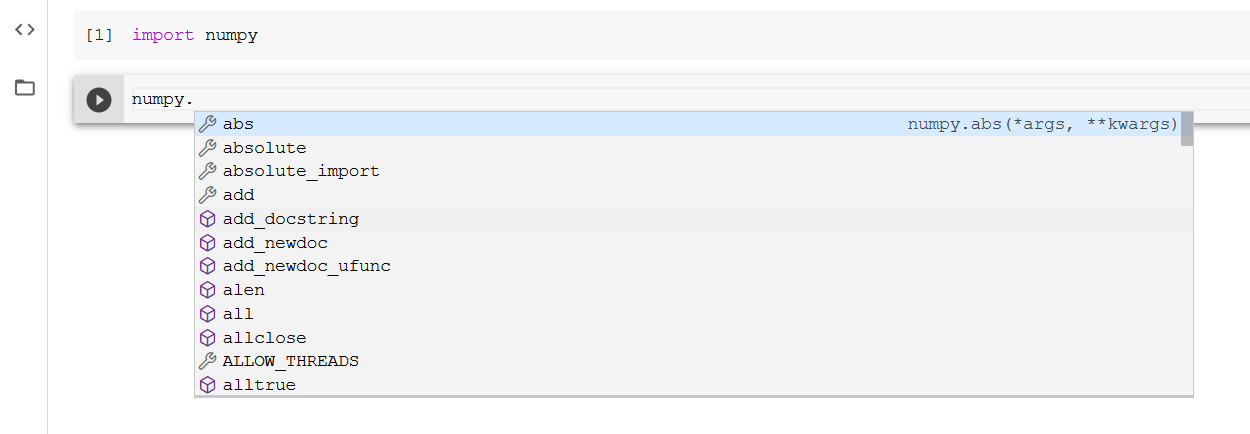 [1] import numpy
numpy.
abs numpy.abs(*args, **kwargs)
absolute
absolute_import
add
add_docstring
add_newdoc
add_newdoc_ufunc
alen
all
allclose
ALLOW_THREADS
alltrue